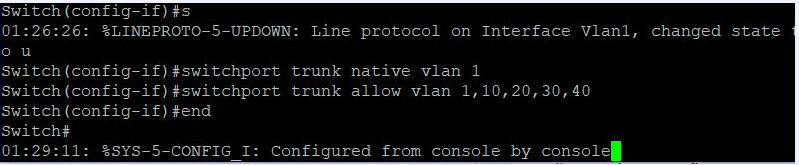 Switch(config-if)#s
01:26:26: %LINEPROTO-5-UPDOWN: Line protocol on Interface Vlan1, changed state t
o u
Switch(config-if)#switchport trunk native vlan 1
Switch(config-if)#switchport trunk allow vlan 1,10,20,30,40
Switch(config-if)#end
Switch#
01:29:11: %SYS-5-CONFIG_I: Configured from console by console